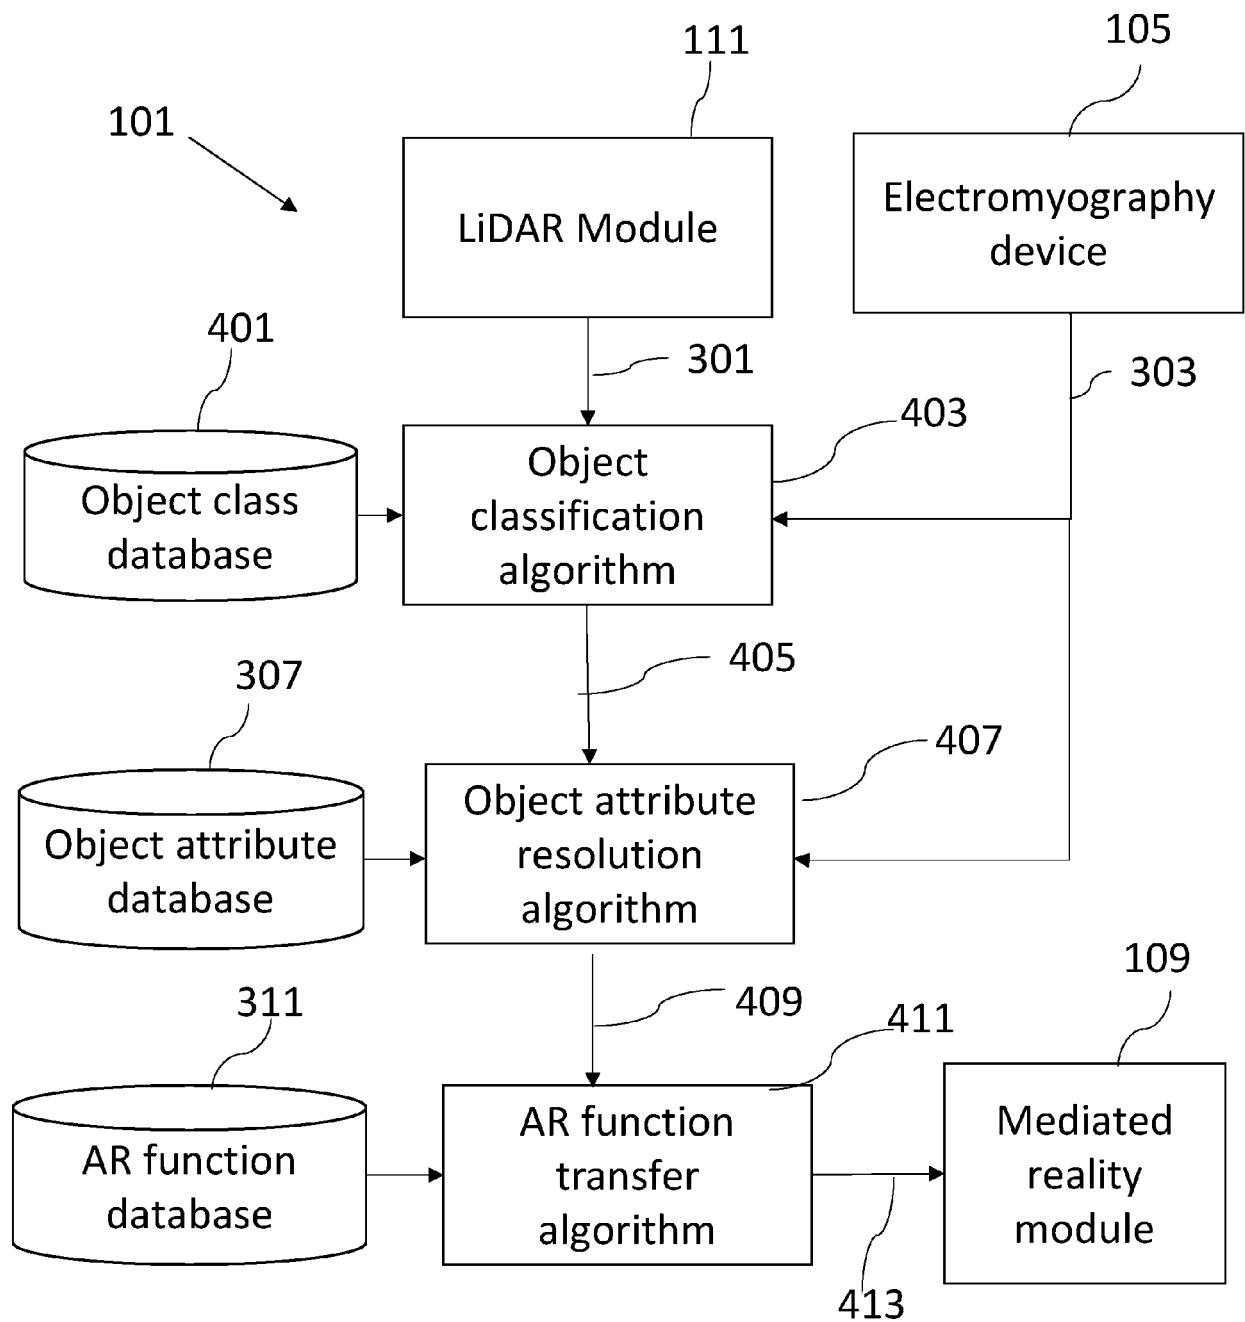 111
105
101
LiDAR Module
Electromyography
device
401
301
303
403
Object class
database
Object
classification
algorithm
405
307
407
Object attribute
database
Object attribute
resolution
algorithm
109
311
409
411
AR function
database
AR function
transfer
algorithm
Mediated
reality
module
413